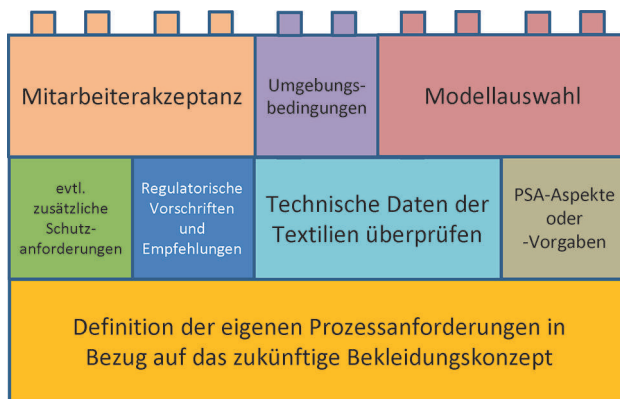 Mitarbeiterakzeptanz
Umgebungs-
bedingungen
Modellauswahl
evtl.
zusätzliche
Schutz-
anforderungen
Regulatorische
Vorschriften
und
Empfehlungen
Technische Daten der
Textilien überprüfen
PSA-Aspekte
oder
-Vorgaben
Definition der eigenen Prozessanforderungen in
Bezug auf das zukünftige Bekleidungskonzept